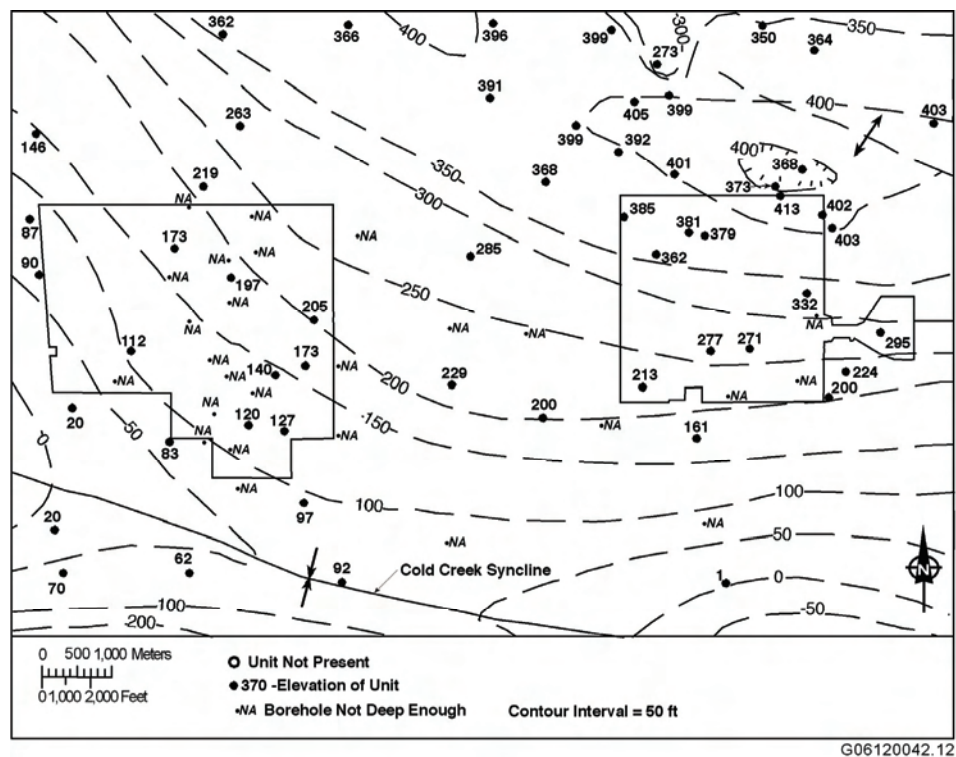 362
366
400
396
399
-300-
273
350
364
350
263
391
405
399
400
403
146
399
392
400
368
219
350
368
401
373
413
402
NA
NA
300
385
403
87
173
NA
NA
NA
285
381
379
362
90
NA
197
NA
250
332
205
NA
NA
NA
NA
295
112
NA
173
NA
277
271
NA
140
NA
200
229
213
NA
224
NA
NA
200
NA
20
NA
120
127
150
200
NA
161
0
50
83
NA
NA
NA
NA
97
100
100
20
NA
NA
50
70
62
92
Cold Creek Syncline
1
0
N
100
-50
200
0 500 1,000 Meters
0 1,000 2,000 Feet
Unit Not Present
370 -Elevation of Unit
NA Borehole Not Deep Enough
Contour Interval = 50 ft
G06120042.12